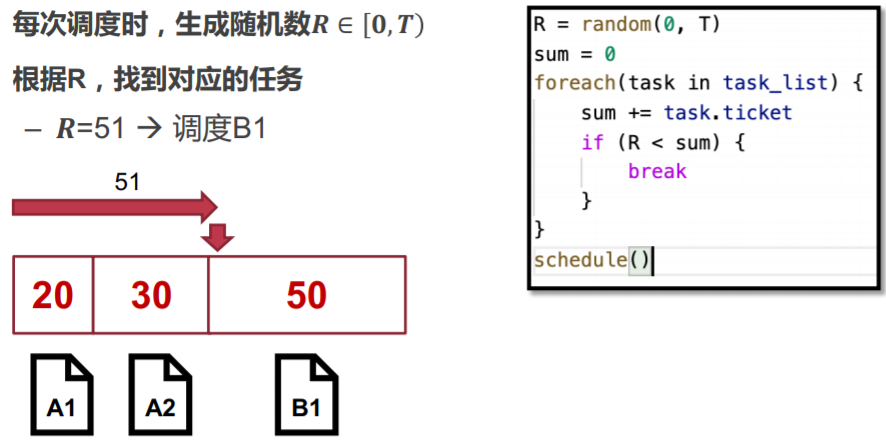 每次调度时，生成随机数R ∈ [0, T)
根据R，找到对应的任务
– R=51 → 调度B1
51
20 30 50
A1 A2 B1
R = random(0, T)
sum = 0
foreach(task in task_list) {
    sum += task.ticket
    if (R < sum) {
        break
    }
}
schedule()